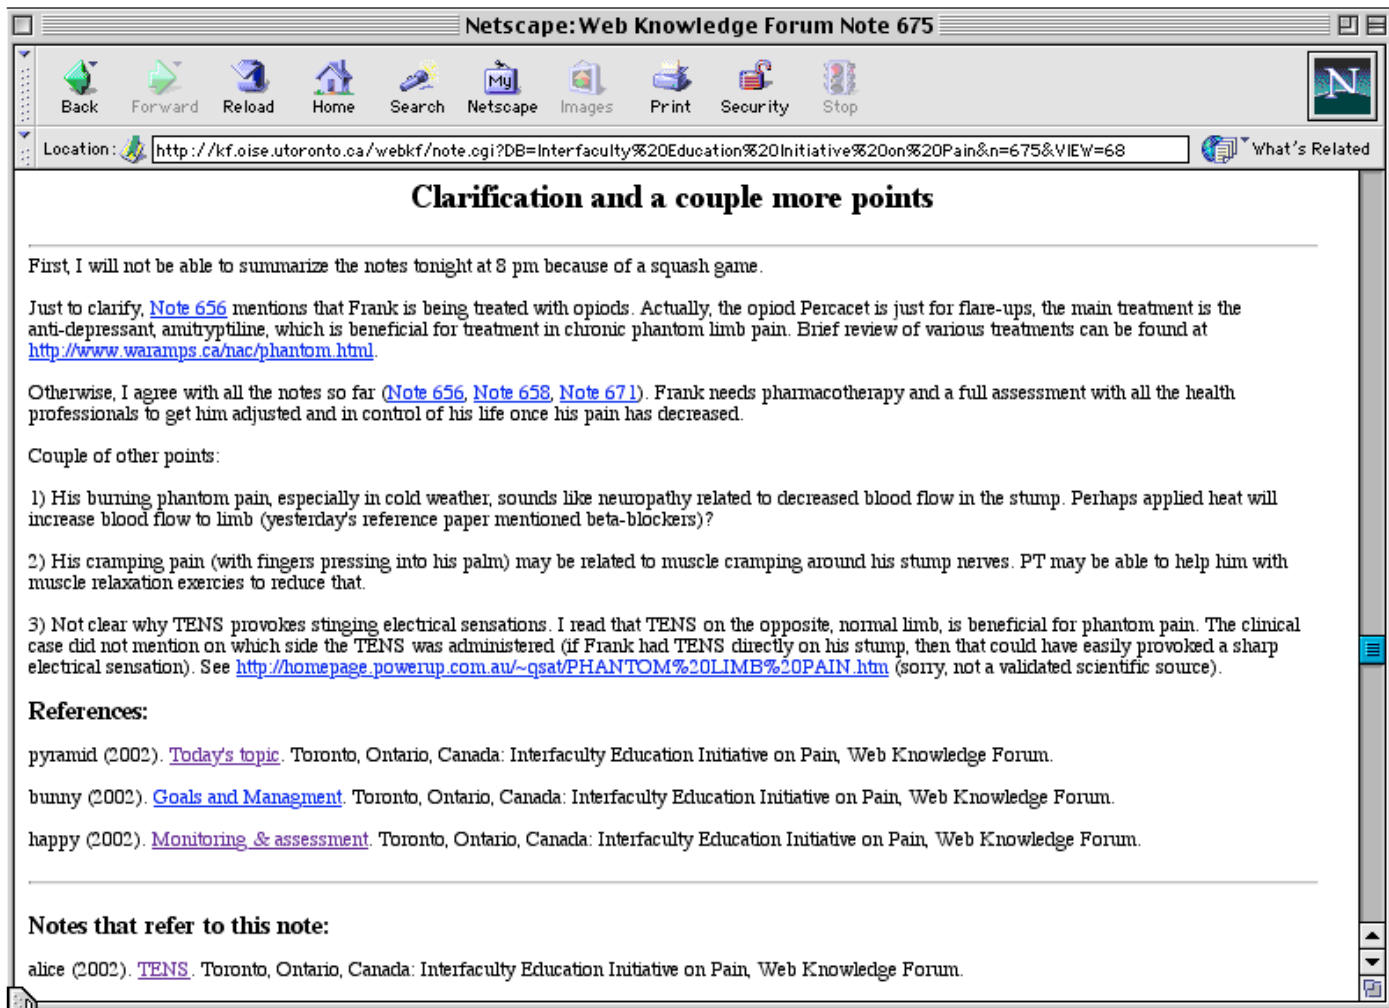 Netscape: Web Knowledge Forum Note 675
Back Forward Reload Home Search Netscape Images Print Security Stop
My
N
Location: http://kf.oise.utoronto.ca/webkf/note.cgi?DB=Interfaculty%20Education%20Initiative%20on%20Pain&n=675&VIEW=68 What's Related
Clarification and a couple more points
First, I will not be able to summarize the notes tonight at 8 pm because of a squash game.
Just to clarify, Note 656 mentions that Frank is being treated with opiods. Actually, the opiod Percacet is just for flare-ups, the main treatment is the
anti-depressant, amitryptiline, which is beneficial for treatment in chronic phantom limb pain. Brief review of various treatments can be found at
http://www.waramps.ca/nac/phantom.html.
Otherwise, I agree with all the notes so far (Note 656, Note 658, Note 671). Frank needs pharmacotherapy and a full assessment with all the health
professionals to get him adjusted and in control of his life once his pain has decreased.
Couple of other points:
1) His burning phantom pain, especially in cold weather, sounds like neuropathy related to decreased blood flow in the stump. Perhaps applied heat will
increase blood flow to limb (yesterday's reference paper mentioned beta-blockers)?
2) His cramping pain (with fingers pressing into his palm) may be related to muscle cramping around his stump nerves. PT may be able to help him with
muscle relaxation exercies to reduce that.
3) Not clear why TENS provokes stinging electrical sensations. I read that TENS on the opposite, normal limb, is beneficial for phantom pain. The clinical
case did not mention on which side the TENS was administered (if Frank had TENS directly on his stump, then that could have easily provoked a sharp
electrical sensation). See http://homepage.powerup.com.au/~qsat/PHANTOM%20LIMB%20PAIN.htm (sorry, not a validated scientific source).
References:
pyramid (2002). Today's topic. Toronto, Ontario, Canada: Interfaculty Education Initiative on Pain, Web Knowledge Forum.
bunny (2002). Goals and Managment. Toronto, Ontario, Canada: Interfaculty Education Initiative on Pain, Web Knowledge Forum.
happy (2002). Monitoring & assessment. Toronto, Ontario, Canada: Interfaculty Education Initiative on Pain, Web Knowledge Forum.
Notes that refer to this note:
alice (2002). TENS. Toronto, Ontario, Canada: Interfaculty Education Initiative on Pain, Web Knowledge Forum.